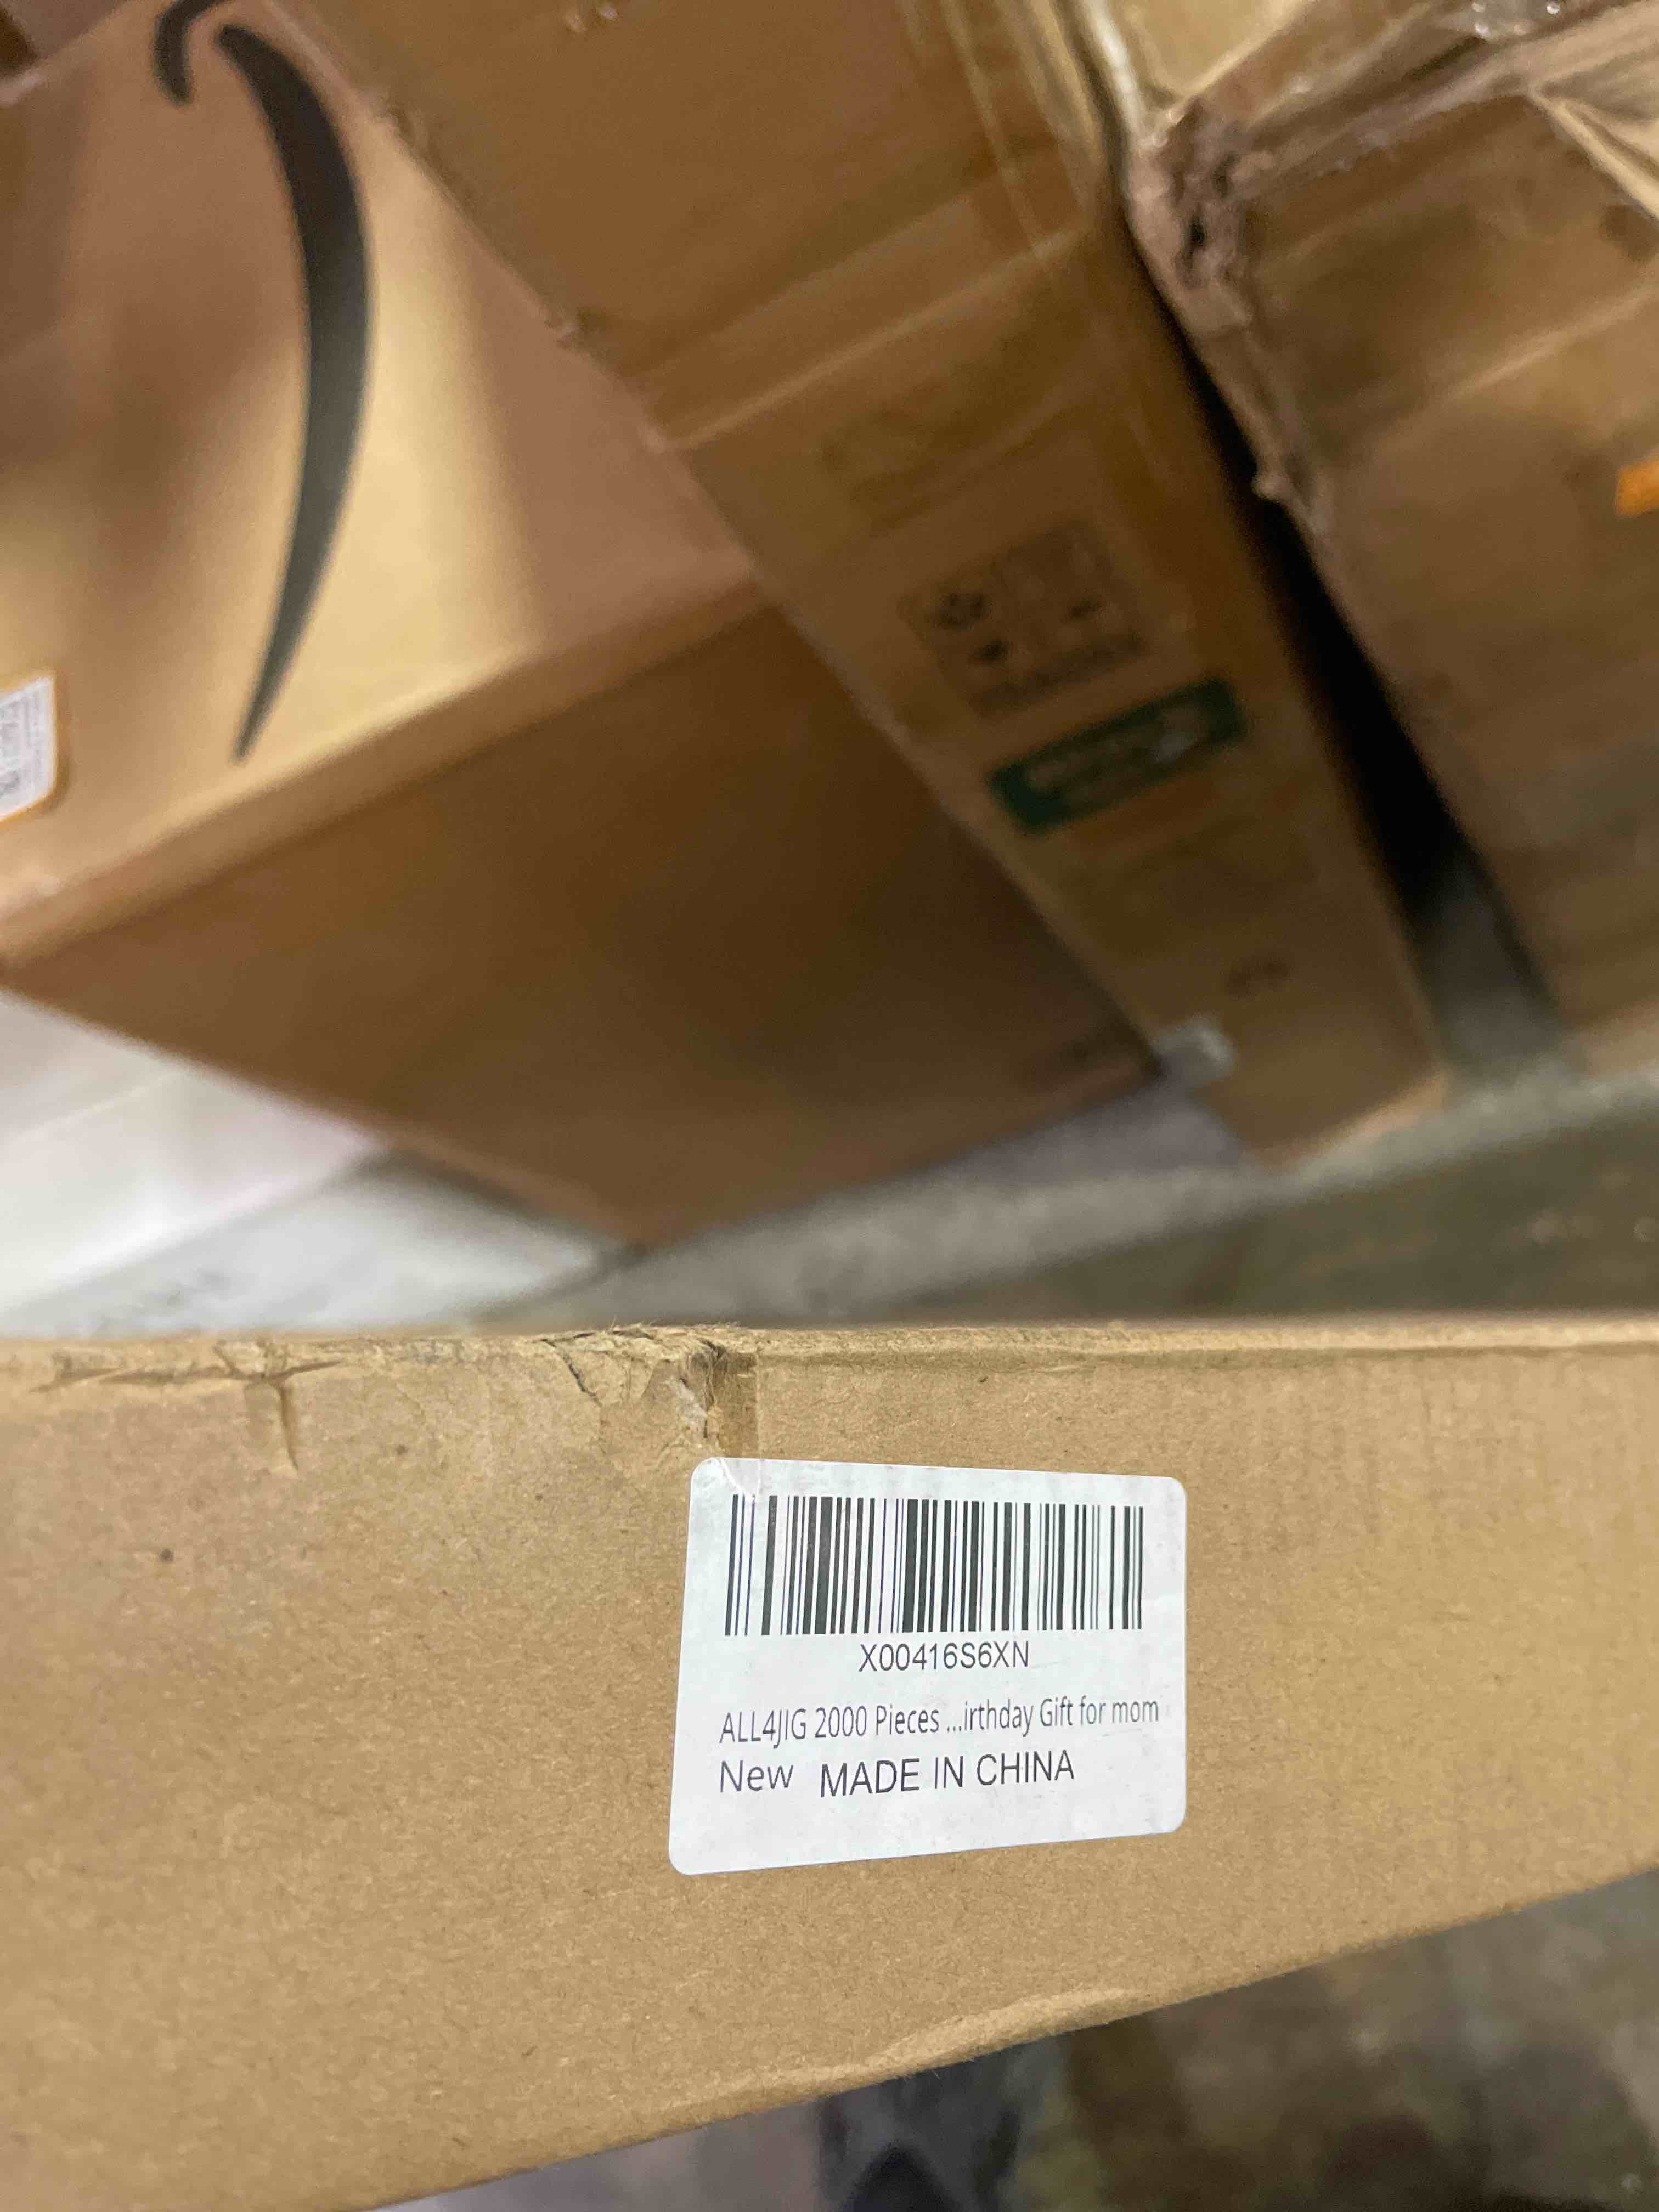 X00416S6XN
ALL4JIG 2000 Pieces ...irthday Gift for mom
New MADE IN CHINA